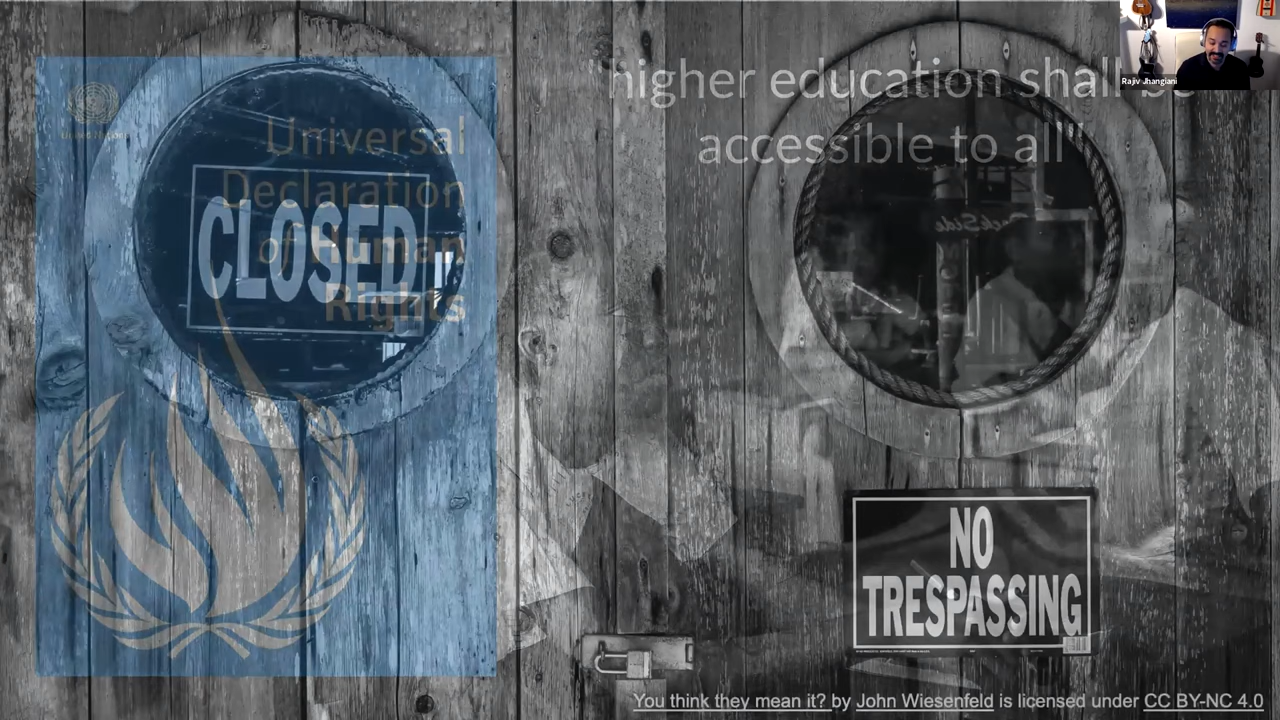 Universal
Declaration
of Human
Rights
CLOSED
higher education shall be
accessible to all'
Rajiv Jhangiani
NO
TRESPASSING
You think they mean it? by John Wiesenfeld is licensed under CC BY-NC 4.0